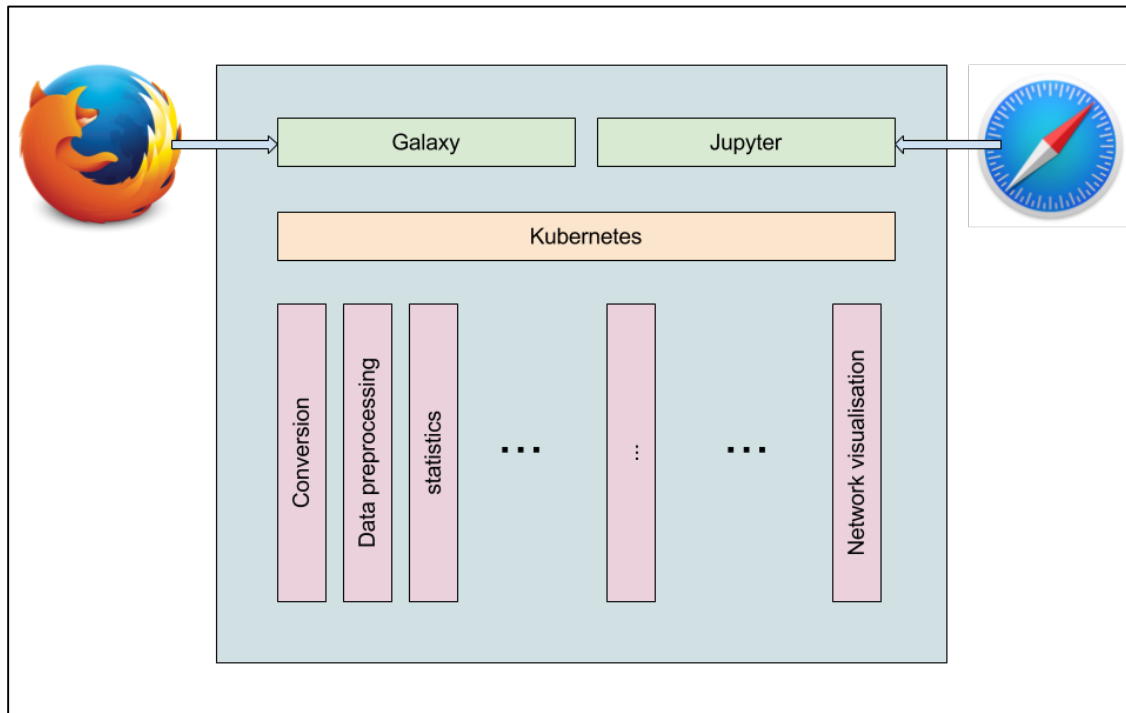 Galaxy
Jupyter
Kubernetes
Conversion
Data preprocessing
statistics
...
...
...
Network visualisation